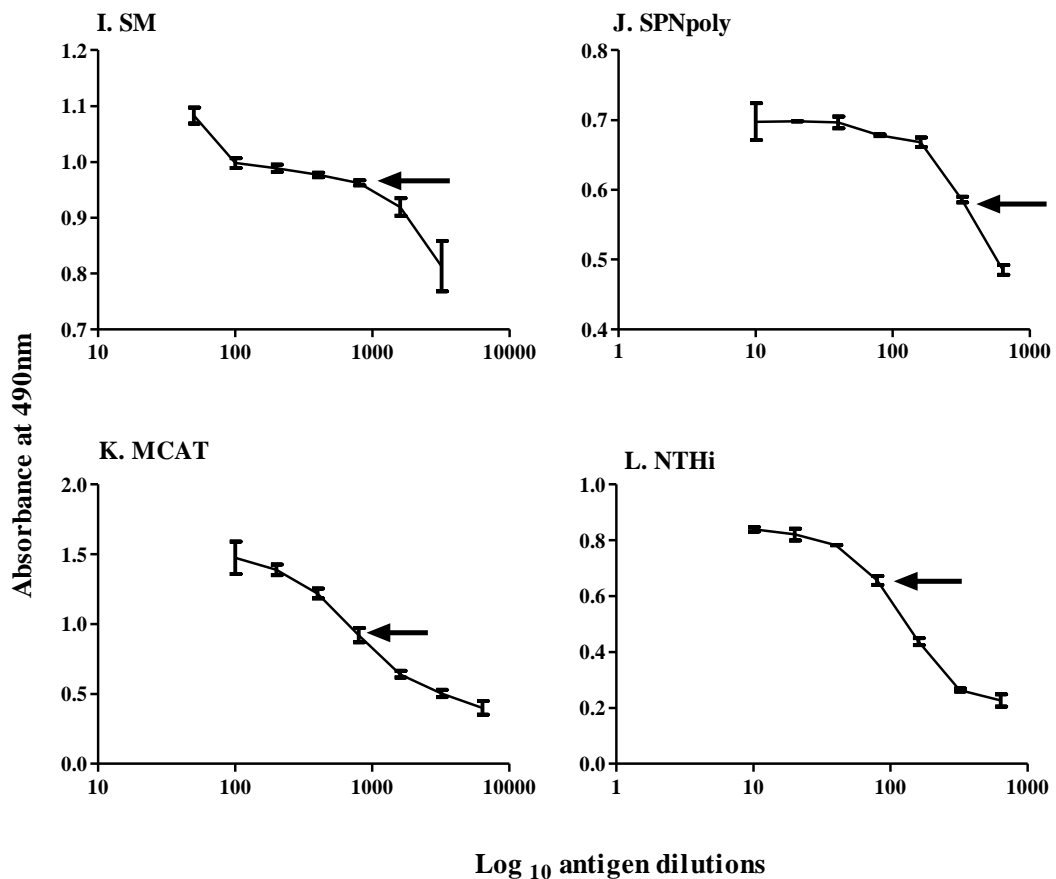 I. SM
1.2
1.1
1.0
0.9
0.8
0.7
10 100 1000 10000
J. SPNpoly
0.8
0.7
0.6
0.5
0.4
1 10 100 1000
Absorbance at 490nm
K. MCAT
2.0
1.5
1.0
0.5
0.0
10 100 1000 10000
L. NTHi
1.0
0.8
0.6
0.4
0.2
0.0
1 10 100 1000
Log 10 antigen dilutions